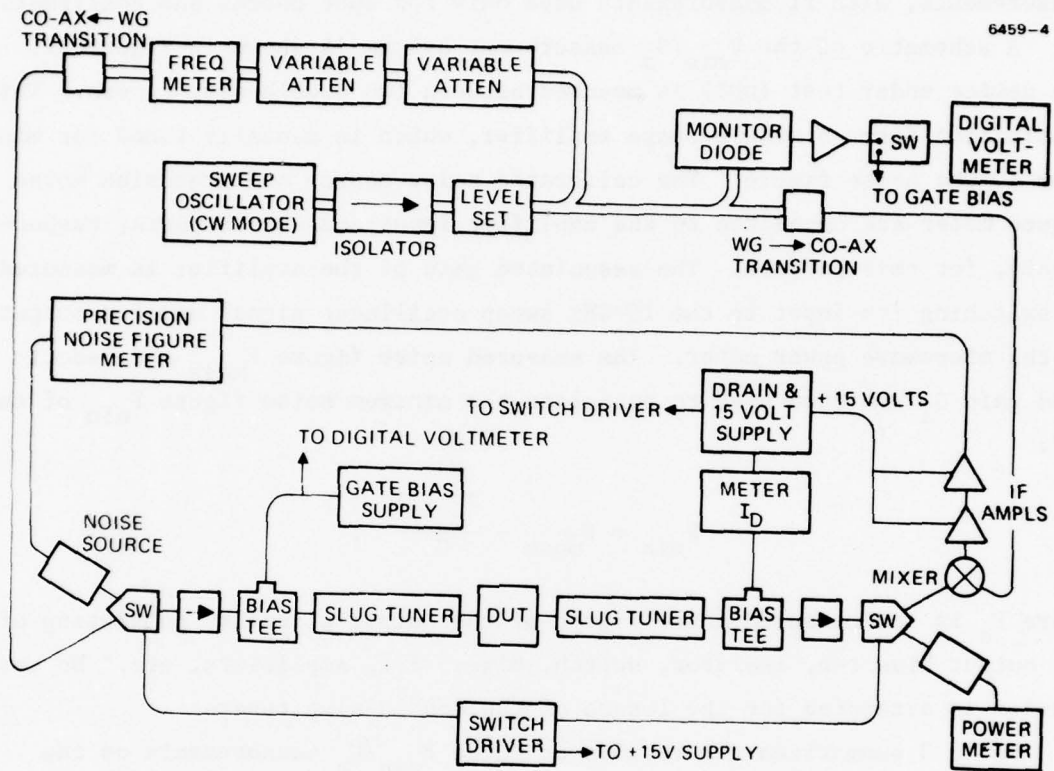 CO-AX ← WG
TRANSITION
6459-4
FREQ
METER
VARIABLE
ATTEN
VARIABLE
ATTEN
MONITOR
DIODE
SW
DIGITAL
VOLT-
METER
TO GATE BIAS
SWEEP
OSCILLATOR
(CW MODE)
ISOLATOR
LEVEL
SET
WG → CO-AX
TRANSITION
PRECISION
NOISE FIGURE
METER
TO SWITCH DRIVER
DRAIN &
15 VOLT
SUPPLY
+15 VOLTS
TO DIGITAL VOLTMETER
GATE BIAS
SUPPLY
METER
I_D
IF
AMPLS
NOISE
SOURCE
MIXER
SW
BIAS
TEE
SLUG TUNER
DUT
SLUG TUNER
BIAS
TEE
SW
SWITCH
DRIVER
TO +15V SUPPLY
POWER
METER